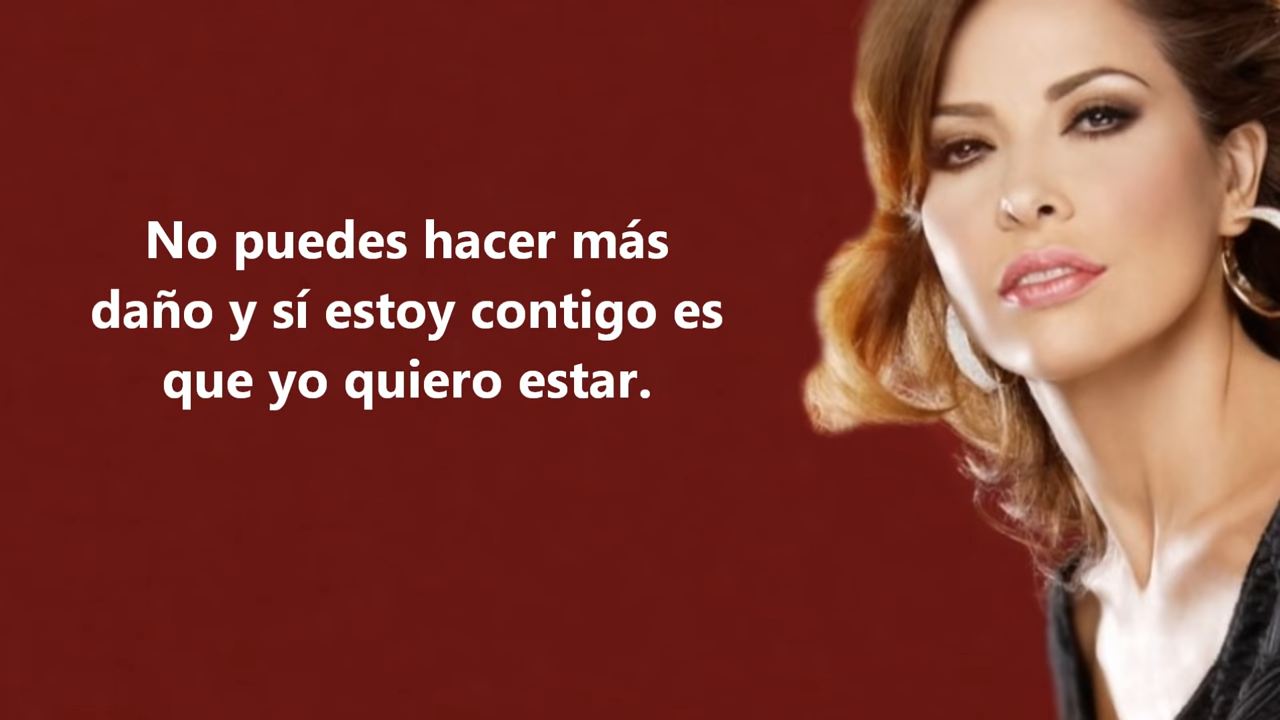 No puedes hacer más
daño y sí estoy contigo es
que yo quiero estar.